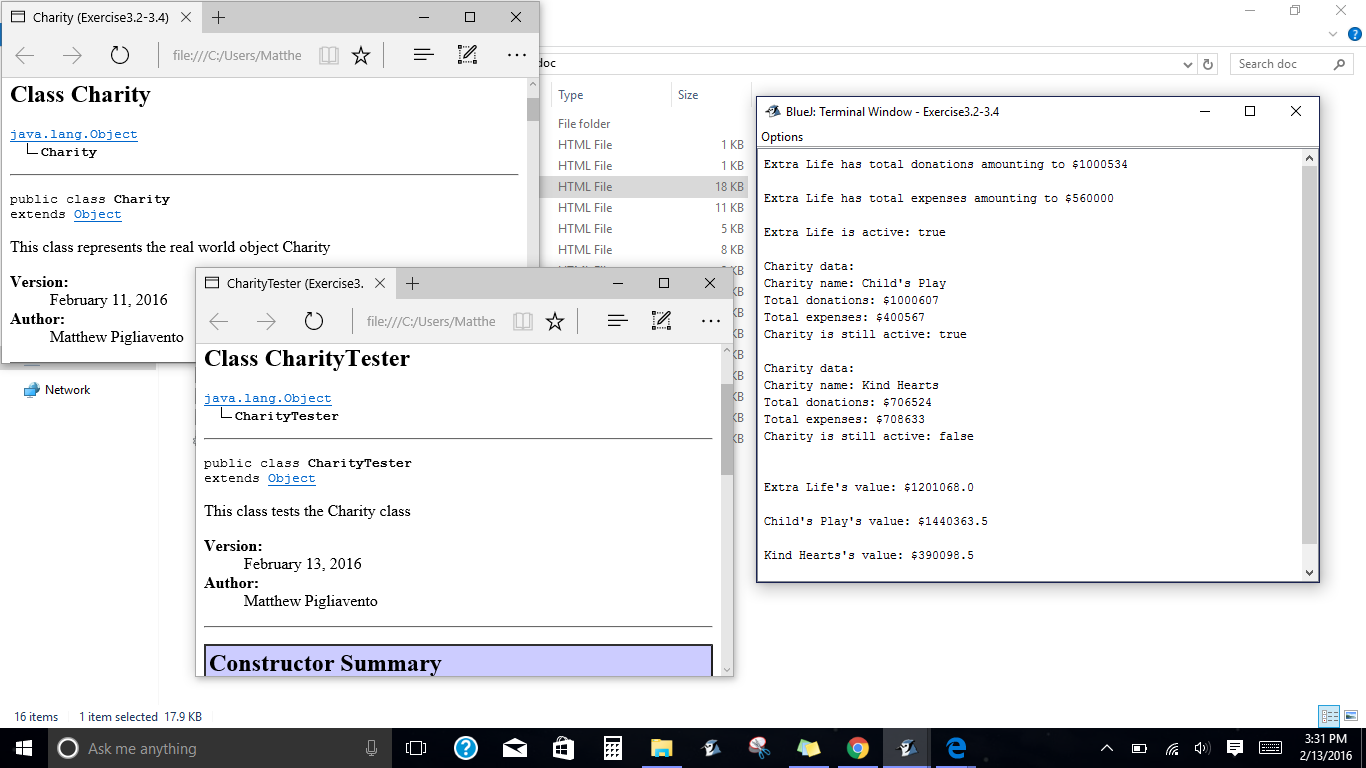 Charity (Exercise3.2-3.4)
file:///C:/Users/Matthe
Class Charity
java.lang.Object
Charity
public class Charity
extends Object
This class represents the real world object Charity
Version:
February 11, 2016
Author:
Matthew Pigliavento
doc
Search doc
Type Size
File folder
HTML File 1 KB
HTML File 1 KB
HTML File 18 KB
HTML File 11 KB
HTML File 5 KB
HTML File 8 KB
KB
KB
KB
KB
KB
KB
KB
Network
CharityTester (Exercise3.
file:///C:/Users/Matthe
Class CharityTester
java.lang.Object
CharityTester
public class CharityTester
extends Object
This class tests the Charity class
Version:
February 13, 2016
Author:
Matthew Pigliavento
Constructor Summary
BlueJ: Terminal Window - Exercise3.2-3.4
Options
Extra Life has total donations amounting to $1000534
Extra Life has total expenses amounting to $560000
Extra Life is active: true
Charity data:
Charity name: Child's Play
Total donations: $1000607
Total expenses: $400567
Charity is still active: true
Charity data:
Charity name: Kind Hearts
Total donations: $706524
Total expenses: $708633
Charity is still active: false
Extra Life's value: $1201068.0
Child's Play's value: $1440363.5
Kind Hearts's value: $390098.5
16 items 1 item selected 17.9 KB
Ask me anything
3:31 PM
2/13/2016